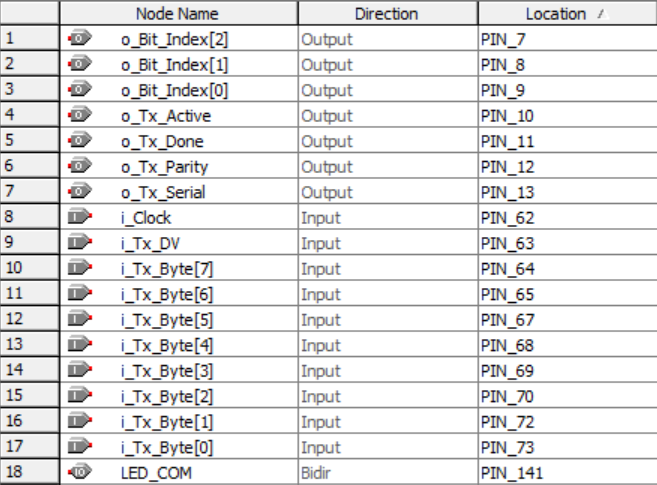 Node Name Direction Location
1 o_Bit_Index[2] Output PIN_7
2 o_Bit_Index[1] Output PIN_8
3 o_Bit_Index[0] Output PIN_9
4 o_Tx_Active Output PIN_10
5 o_Tx_Done Output PIN_11
6 o_Tx_Parity Output PIN_12
7 o_Tx_Serial Output PIN_13
8 i_Clock Input PIN_62
9 i_Tx_DV Input PIN_63
10 i_Tx_Byte[7] Input PIN_64
11 i_Tx_Byte[6] Input PIN_65
12 i_Tx_Byte[5] Input PIN_67
13 i_Tx_Byte[4] Input PIN_68
14 i_Tx_Byte[3] Input PIN_69
15 i_Tx_Byte[2] Input PIN_70
16 i_Tx_Byte[1] Input PIN_72
17 i_Tx_Byte[0] Input PIN_73
18 LED_COM Bidir PIN_141